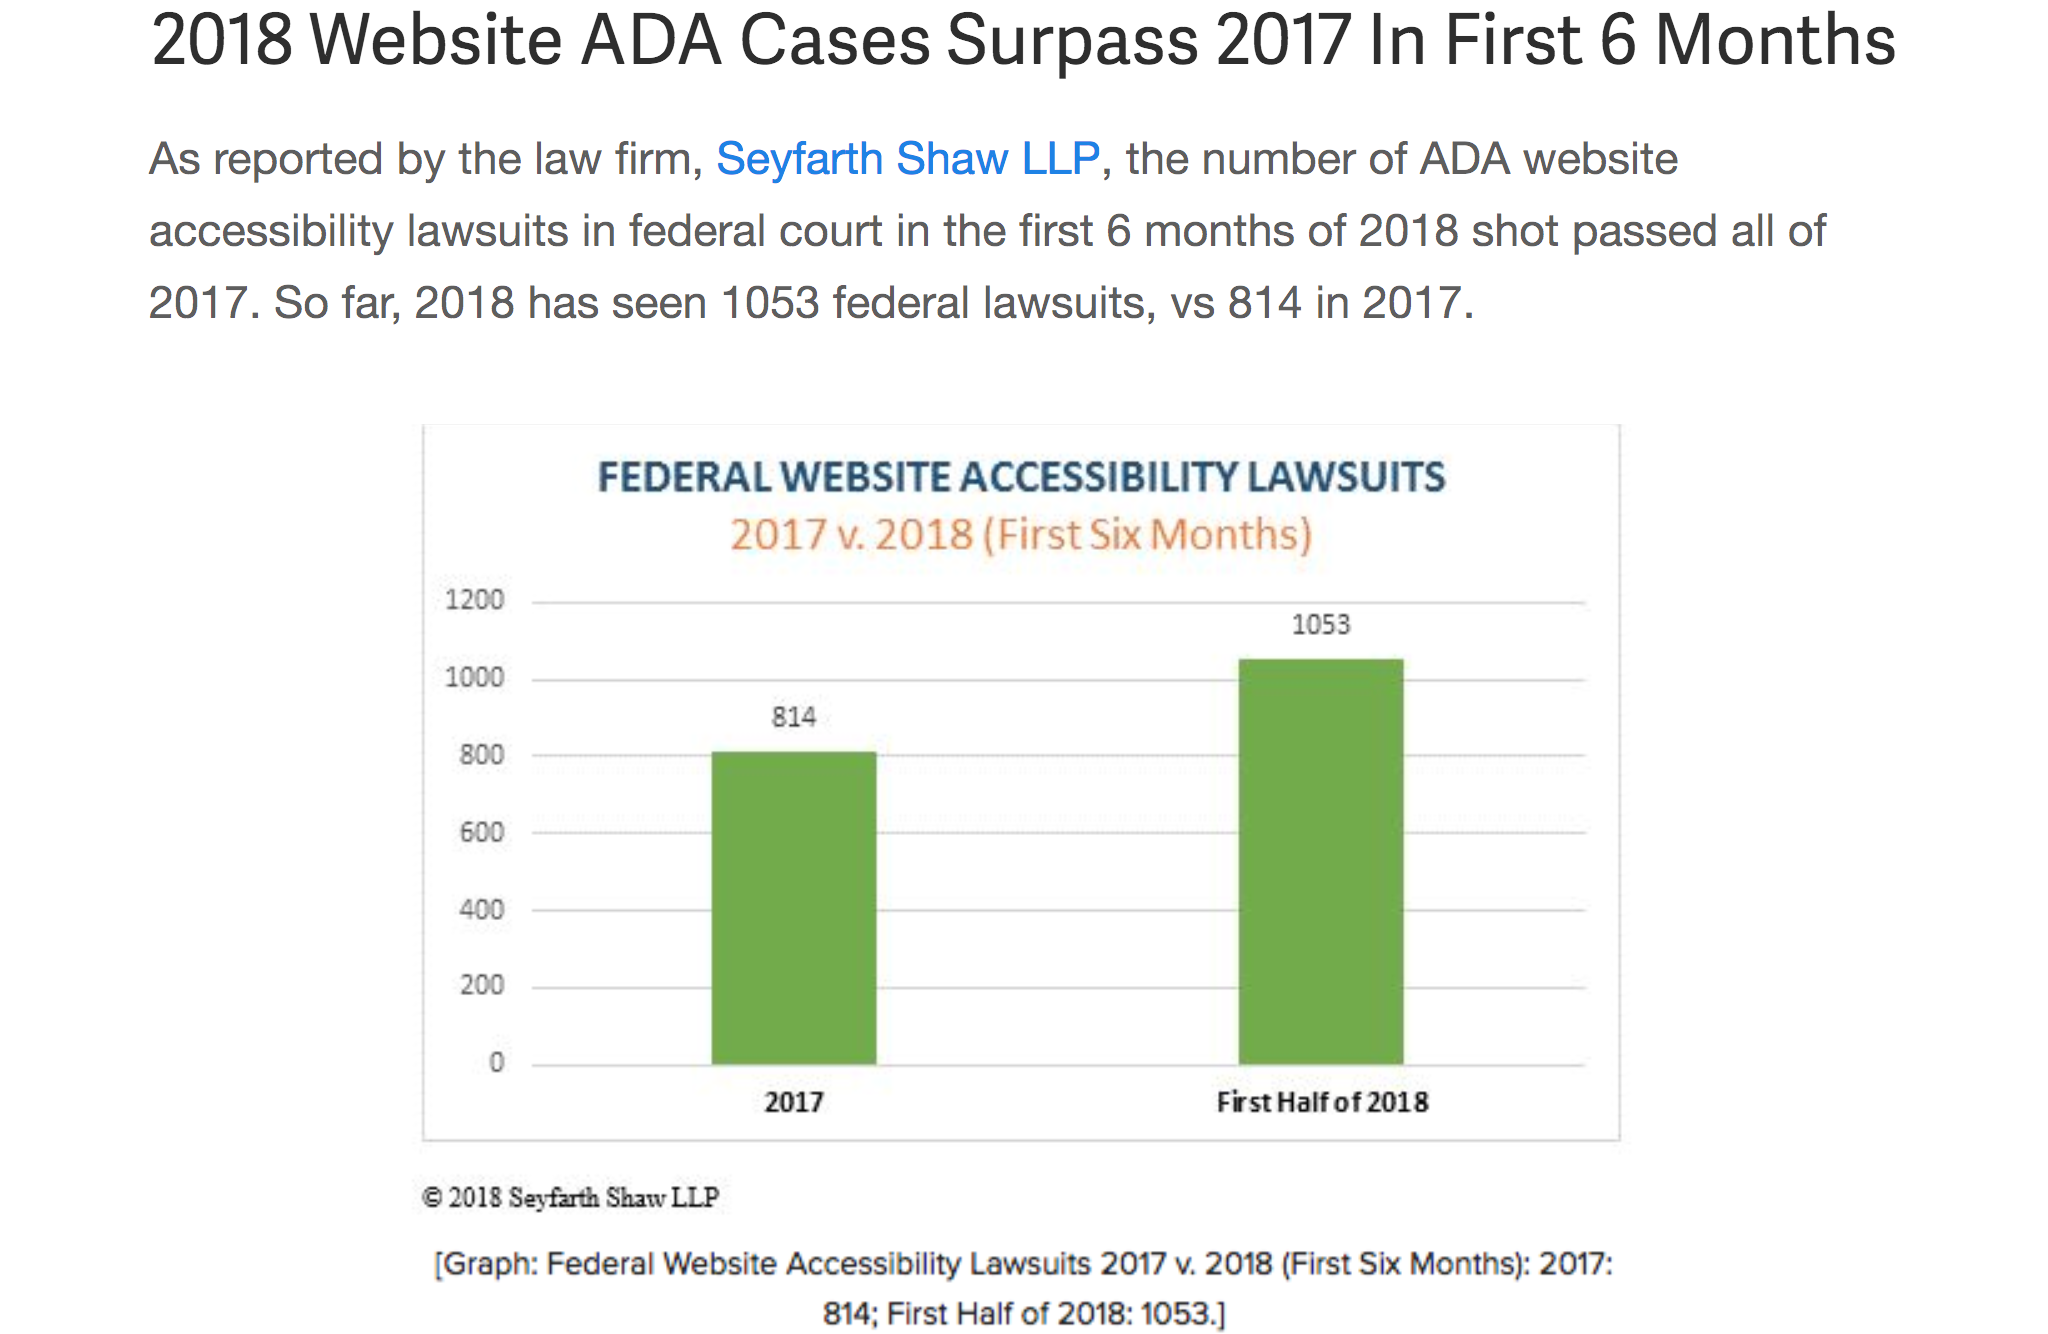 2018 Website ADA Cases Surpass 2017 In First 6 Months
As reported by the law firm, Seyfarth Shaw LLP, the number of ADA website
accessibility lawsuits in federal court in the first 6 months of 2018 shot passed all of
2017. So far, 2018 has seen 1053 federal lawsuits, vs 814 in 2017.
FEDERAL WEBSITE ACCESSIBILITY LAWSUITS
2017 v. 2018 (First Six Months)
1200
1053
1000
814
800
600
400
200
0
2017 First Half of 2018
© 2018 Seyfarth Shaw LLP
[Graph: Federal Website Accessibility Lawsuits 2017 v. 2018 (First Six Months): 2017:
814; First Half of 2018: 1053.]